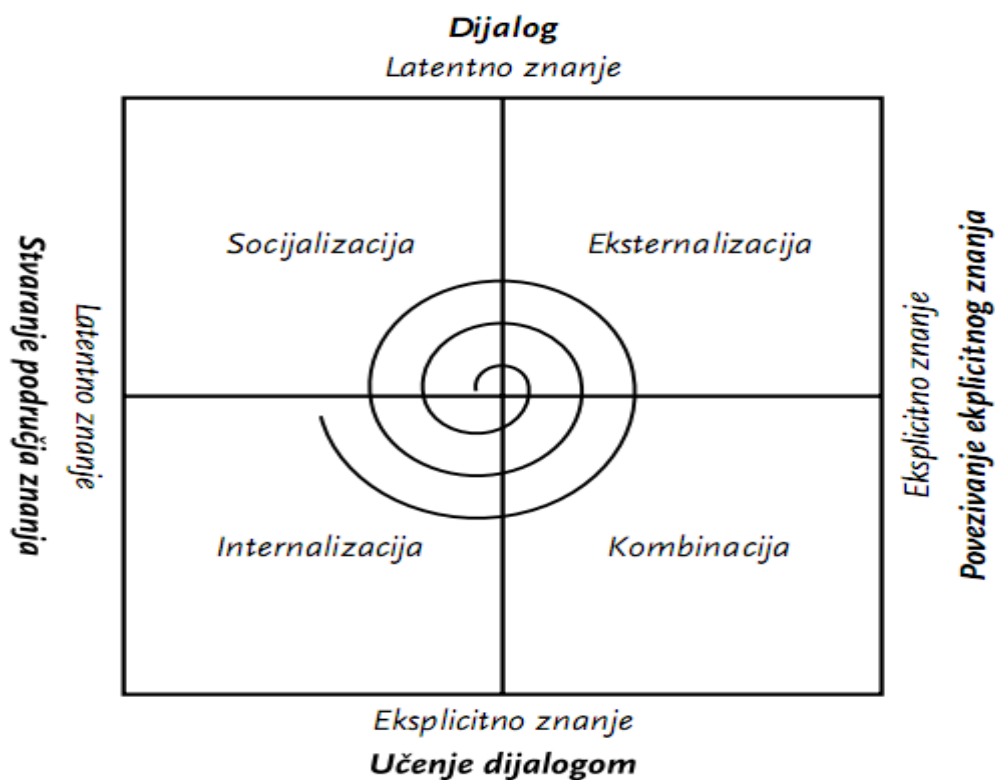 Dijalog
Latentno znanje
Socijalizacija
Eksternalizacija
Stvaranje područja znanja
Latentno znanje
Eksplicitno znanje
Povezivanje ekplicitnog znanja
Internalizacija
Kombinacija
Eksplicitno znanje
Učenje dijalogom